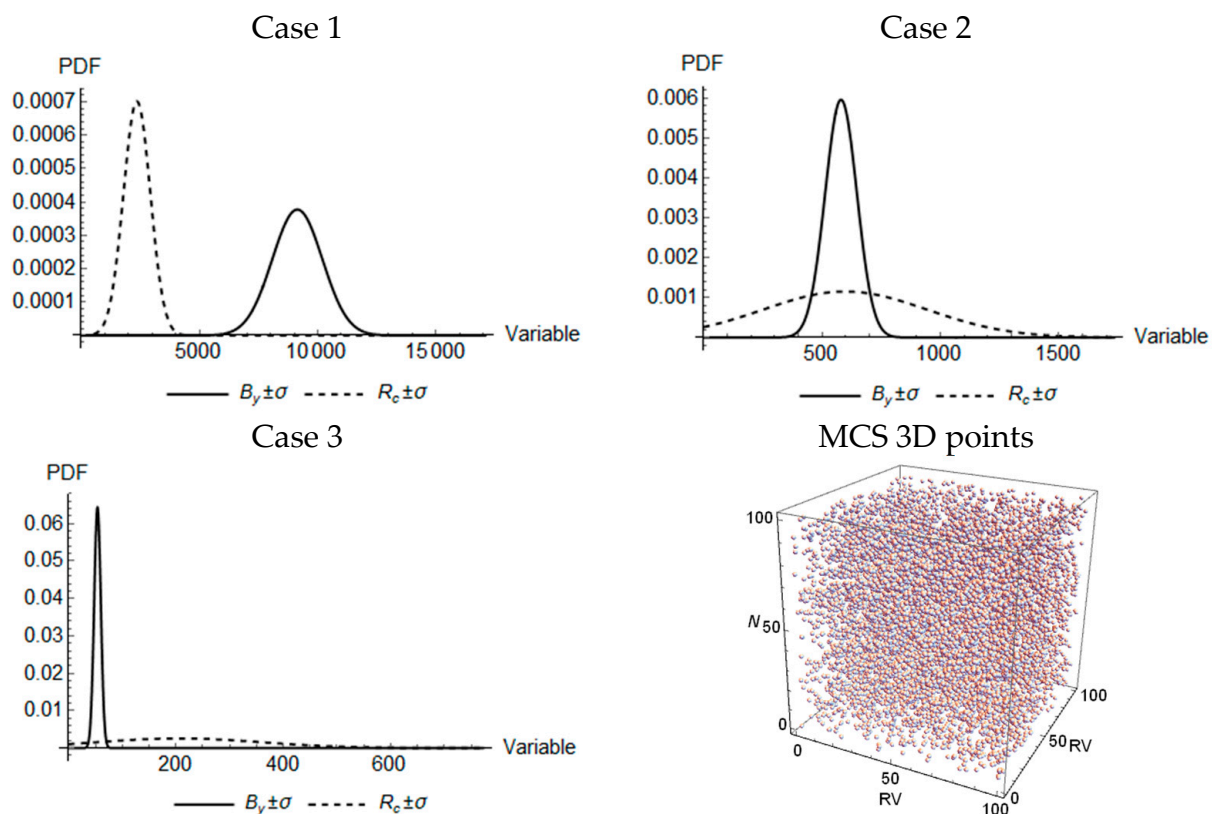 Case 1
PDF
0.0007
0.0006
0.0005
0.0004
0.0003
0.0002
0.0001
5000 10000 15000 Variable
B_y±σ R_c±σ
Case 2
PDF
0.006
0.005
0.004
0.003
0.002
0.001
500 1000 1500 Variable
B_y±σ R_c±σ
Case 3
PDF
0.06
0.05
0.04
0.03
0.02
0.01
200 400 600 Variable
B_y±σ R_c±σ
MCS 3D points
100
N 50
0
0 50 100
RV
0 50 100
RV